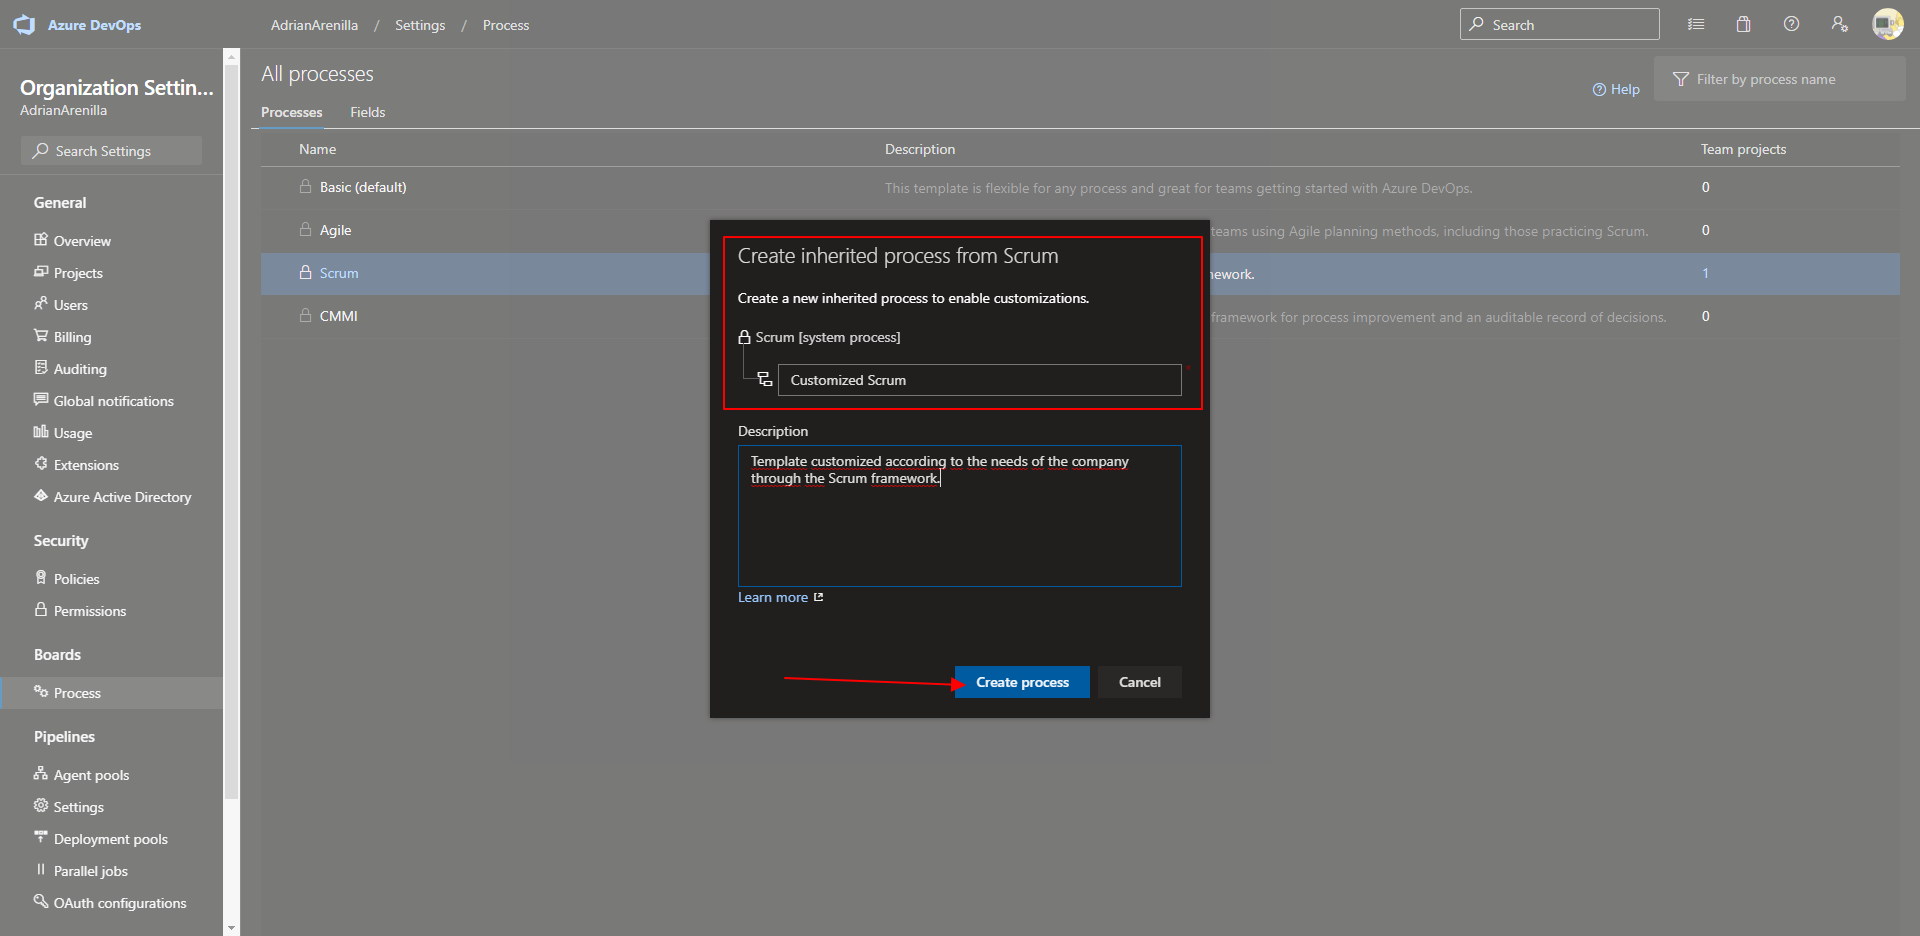 Azure DevOps
AdrianArenilla / Settings / Process
Search
Organization Settin...
AdrianArenilla
Search Settings
General
Overview
Projects
Users
Billing
Auditing
Global notifications
Usage
Extensions
Azure Active Directory
Security
Policies
Permissions
Boards
Process
Pipelines
Agent pools
Settings
Deployment pools
Parallel jobs
OAuth configurations
All processes
Help
Filter by process name
Processes Fields
Name Description Team projects
Basic (default) This template is flexible for any process and great for teams getting started with Azure DevOps. 0
Agile teams using Agile planning methods, including those practicing Scrum. 0
Scrum 1
CMMI framework for process improvement and an auditable record of decisions. 0
Create inherited process from Scrum
Create a new inherited process to enable customizations.
Scrum [system process]
Customized Scrum *
Description
Template customized according to the needs of the company
through the Scrum framework.
Learn more
Create process Cancel